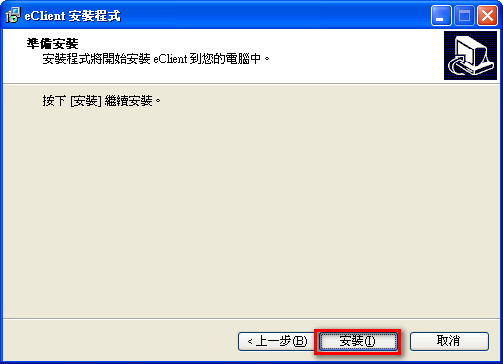 eClient 安裝程式
準備安裝
安裝程式將開始安裝 eClient 到您的電腦中。
按下 [安裝] 繼續安裝。
< 上一步(B) 安裝(I) 取消